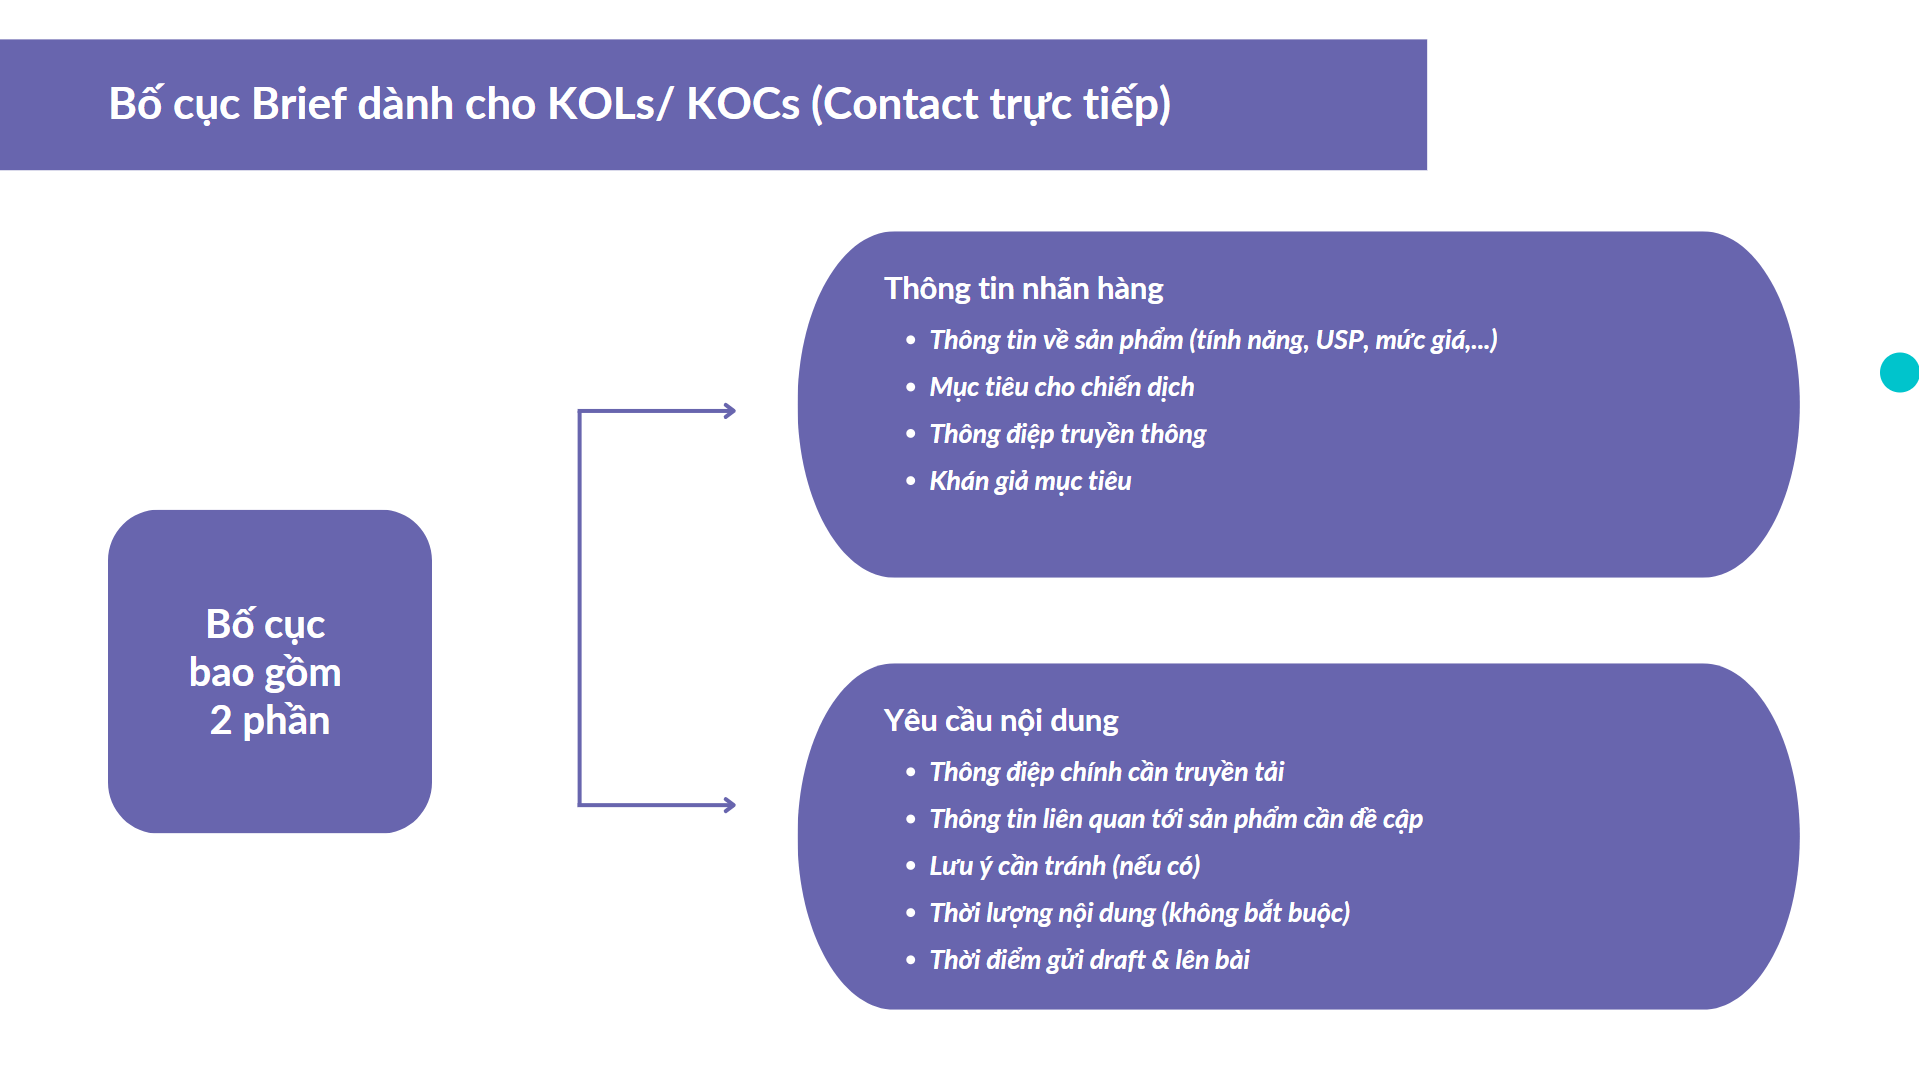 Bố cục Brief dành cho KOLs/ KOCs (Contact trực tiếp)
Bố cục
bao gồm
2 phần
Thông tin nhãn hàng
• Thông tin về sản phẩm (tính năng, USP, mức giá,...)
• Mục tiêu cho chiến dịch
• Thông điệp truyền thông
• Khán giả mục tiêu
Yêu cầu nội dung
• Thông điệp chính cần truyền tải
• Thông tin liên quan tới sản phẩm cần đề cập
• Lưu ý cần tránh (nếu có)
• Thời lượng nội dung (không bắt buộc)
• Thời điểm gửi draft & lên bài